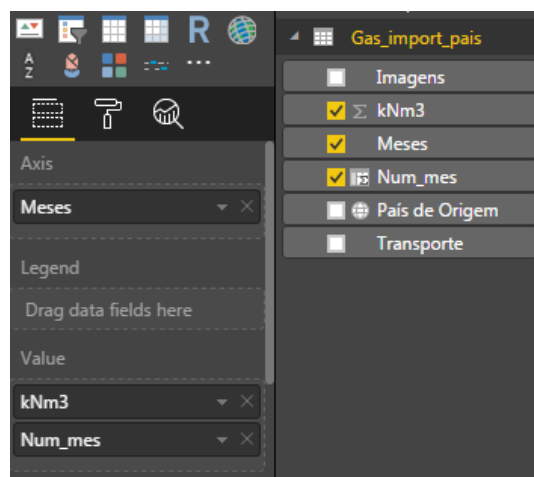 R
A
Z
Axis
Meses
Legend
Drag data fields here
Value
kNm3
Num_mes
Gas_import_pais
Imagens
Σ kNm3
Meses
Num_mes
País de Origem
Transporte